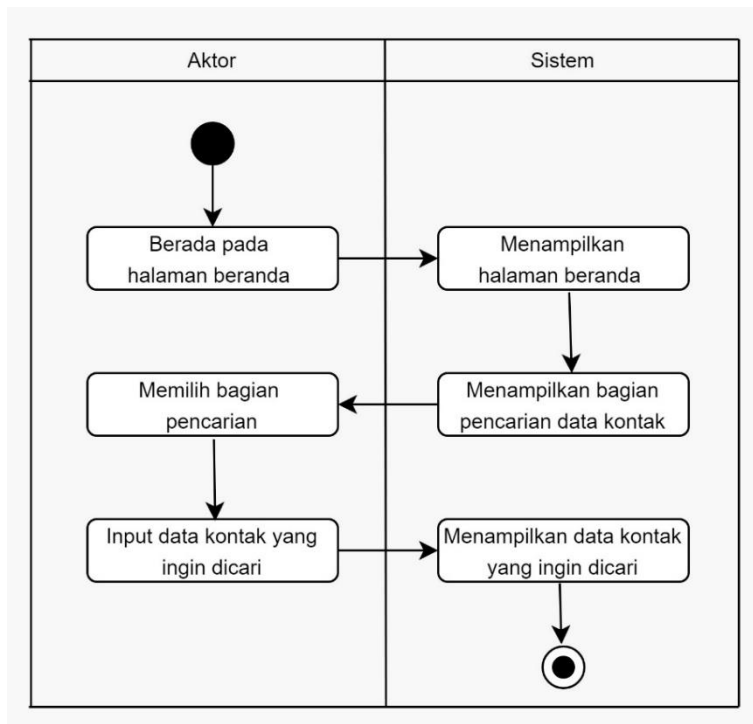 Aktor
Sistem
Berada pada
halaman beranda
Menampilkan
halaman beranda
Memilih bagian
pencarian
Menampilkan bagian
pencarian data kontak
Input data kontak yang
ingin dicari
Menampilkan data kontak
yang ingin dicari